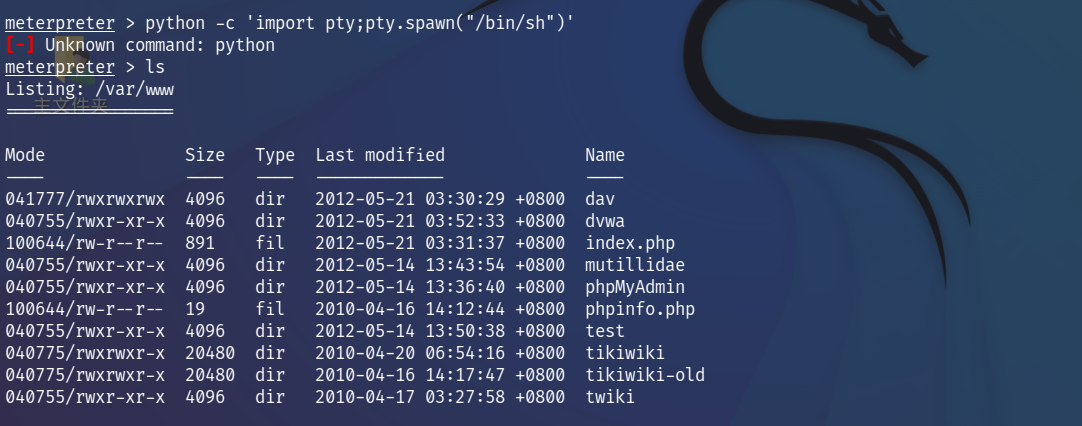 meterpreter > python -c 'import pty;pty.spawn("/bin/sh")'
[-] Unknown command: python
meterpreter > ls
Listing: /var/www
主文件夹
=================
Mode              Size   Type  Last modified              Name
----              ----   ----  -------------              ----
041777/rwxrwxrwx  4096   dir   2012-05-21 03:30:29 +0800  dav
040755/rwxr-xr-x  4096   dir   2012-05-21 03:52:33 +0800  dvwa
100644/rw-r--r--  891    fil   2012-05-21 03:31:37 +0800  index.php
040755/rwxr-xr-x  4096   dir   2012-05-14 13:43:54 +0800  mutillidae
040755/rwxr-xr-x  4096   dir   2012-05-14 13:36:40 +0800  phpMyAdmin
100644/rw-r--r--  19     fil   2010-04-16 14:12:44 +0800  phpinfo.php
040755/rwxr-xr-x  4096   dir   2012-05-14 13:50:38 +0800  test
040775/rwxrwxr-x  20480  dir   2010-04-20 06:54:16 +0800  tikiwiki
040775/rwxrwxr-x  20480  dir   2010-04-16 14:17:47 +0800  tikiwiki-old
040755/rwxr-xr-x  4096   dir   2010-04-17 03:27:58 +0800  twiki